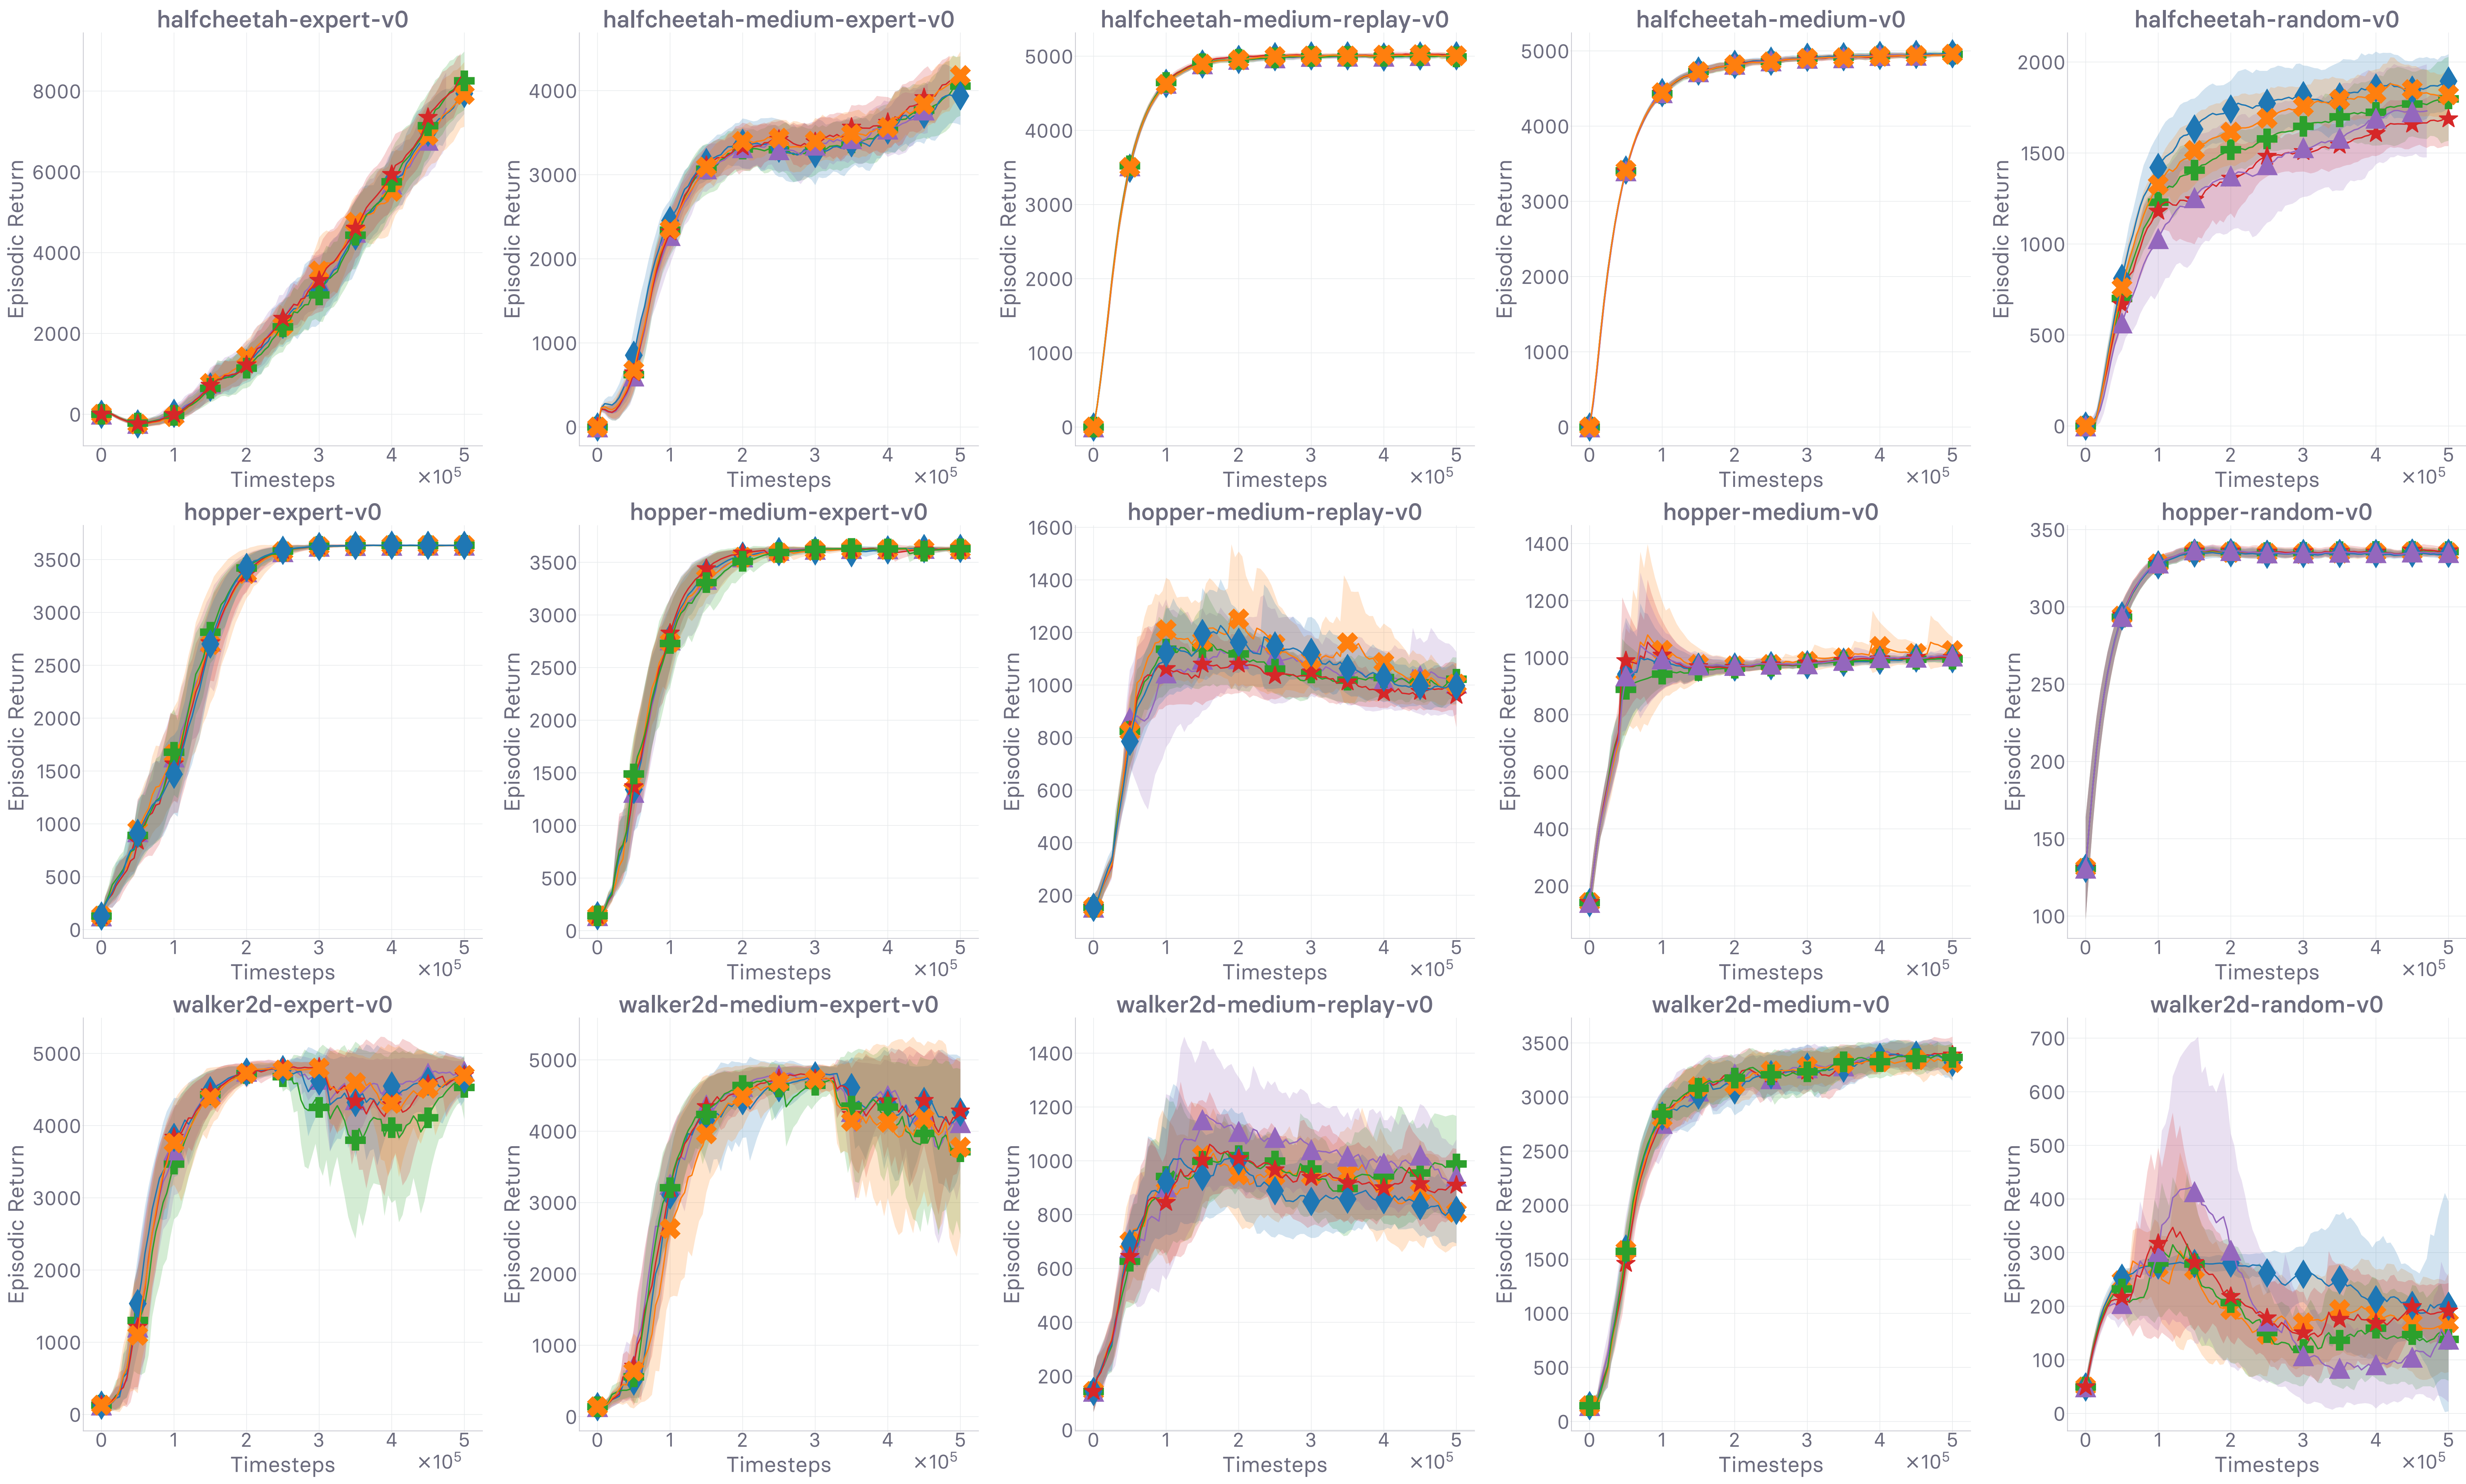 halfcheetah-expert-v0
Episodic Return
8000
6000
4000
2000
0
0 1 2 3 4 5
Timesteps
×10⁵
halfcheetah-medium-expert-v0
Episodic Return
4000
3000
2000
1000
0
0 1 2 3 4 5
Timesteps
×10⁵
halfcheetah-medium-replay-v0
Episodic Return
5000
4000
3000
2000
1000
0
0 1 2 3 4 5
Timesteps
×10⁵
halfcheetah-medium-v0
Episodic Return
5000
4000
3000
2000
1000
0
0 1 2 3 4 5
Timesteps
×10⁵
halfcheetah-random-v0
Episodic Return
2000
1500
1000
500
0
0 1 2 3 4 5
Timesteps
×10⁵
hopper-expert-v0
Episodic Return
3500
3000
2500
2000
1500
1000
500
0
0 1 2 3 4 5
Timesteps
×10⁵
hopper-medium-expert-v0
Episodic Return
3500
3000
2500
2000
1500
1000
500
0
0 1 2 3 4 5
Timesteps
×10⁵
hopper-medium-replay-v0
Episodic Return
1600
1400
1200
1000
800
600
400
200
0 1 2 3 4 5
Timesteps
×10⁵
hopper-medium-v0
Episodic Return
1400
1200
1000
800
600
400
200
0 1 2 3 4 5
Timesteps
×10⁵
hopper-random-v0
Episodic Return
350
300
250
200
150
100
0 1 2 3 4 5
Timesteps
×10⁵
walker2d-expert-v0
Episodic Return
5000
4000
3000
2000
1000
0
0 1 2 3 4 5
Timesteps
×10⁵
walker2d-medium-expert-v0
Episodic Return
5000
4000
3000
2000
1000
0
0 1 2 3 4 5
Timesteps
×10⁵
walker2d-medium-replay-v0
Episodic Return
1400
1200
1000
800
600
400
200
0
0 1 2 3 4 5
Timesteps
×10⁵
walker2d-medium-v0
Episodic Return
3500
3000
2500
2000
1500
1000
500
0
0 1 2 3 4 5
Timesteps
×10⁵
walker2d-random-v0
Episodic Return
700
600
500
400
300
200
100
0
0 1 2 3 4 5
Timesteps
×10⁵